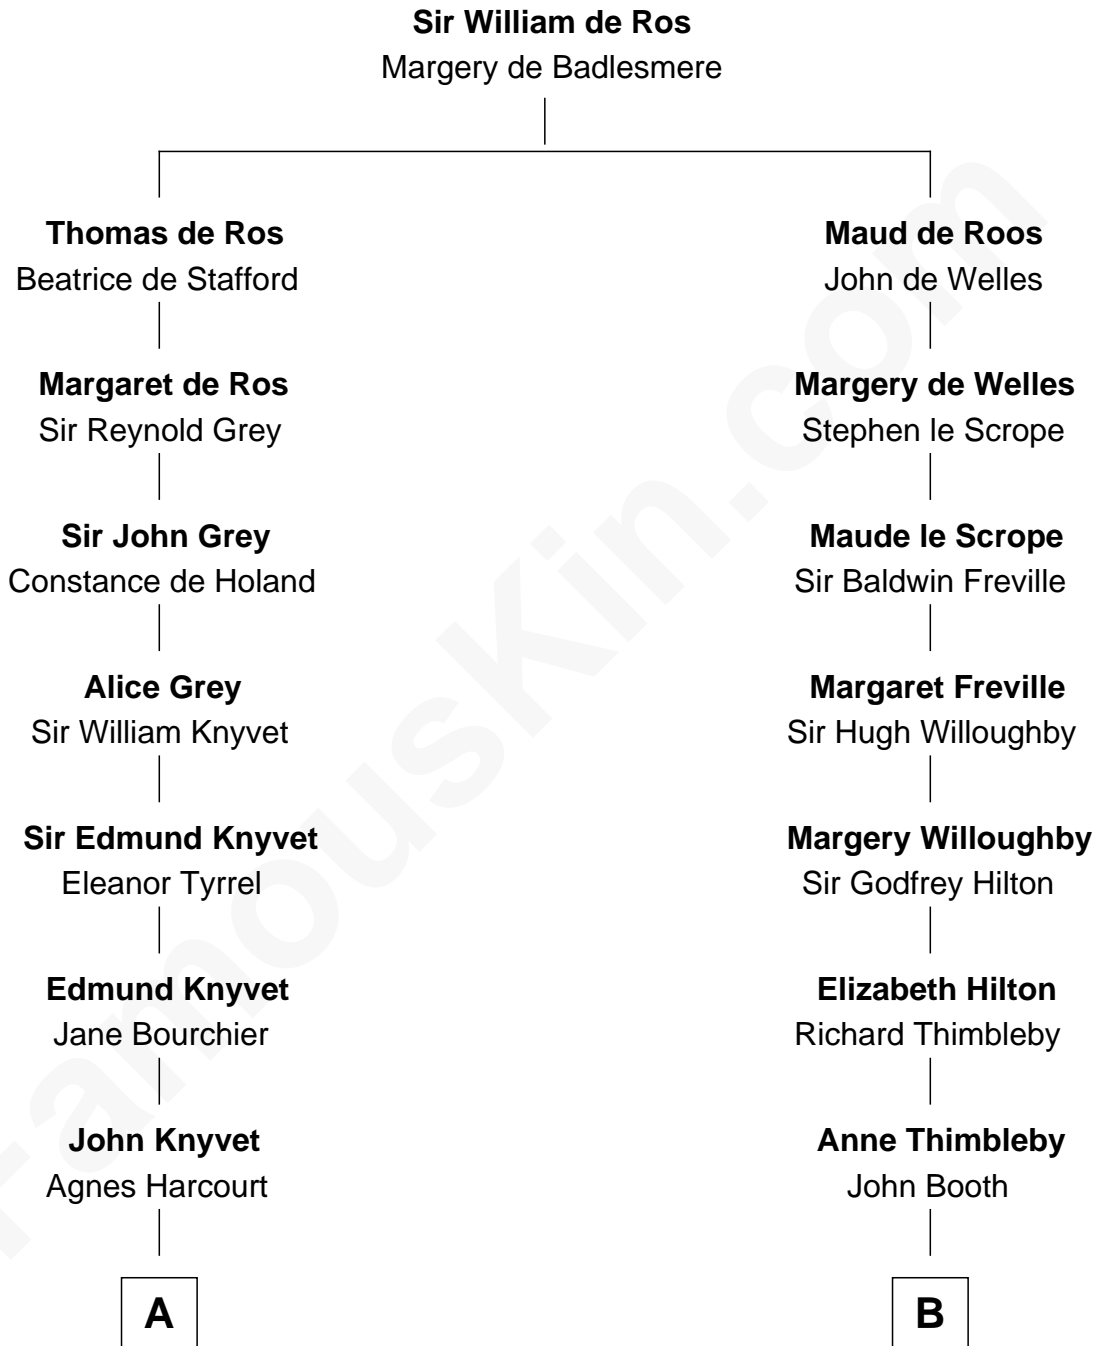 Sir William de Ros
Margery de Badlesmere
Thomas de Ros
Beatrice de Stafford
Maud de Roos
John de Welles
Margaret de Ros
Sir Reynold Grey
Margery de Welles
Stephen le Scrope
Sir John Grey
Constance de Holand
Maude le Scrope
Sir Baldwin Freville
Alice Grey
Sir William Knyvet
Margaret Freville
Sir Hugh Willoughby
Sir Edmund Knyvet
Eleanor Tyrrel
Margery Willoughby
Sir Godfrey Hilton
Edmund Knyvet
Jane Bourchier
Elizabeth Hilton
Richard Thimbleby
John Knyvet
Agnes Harcourt
Anne Thimbleby
John Booth
A
B
FamousKin.com